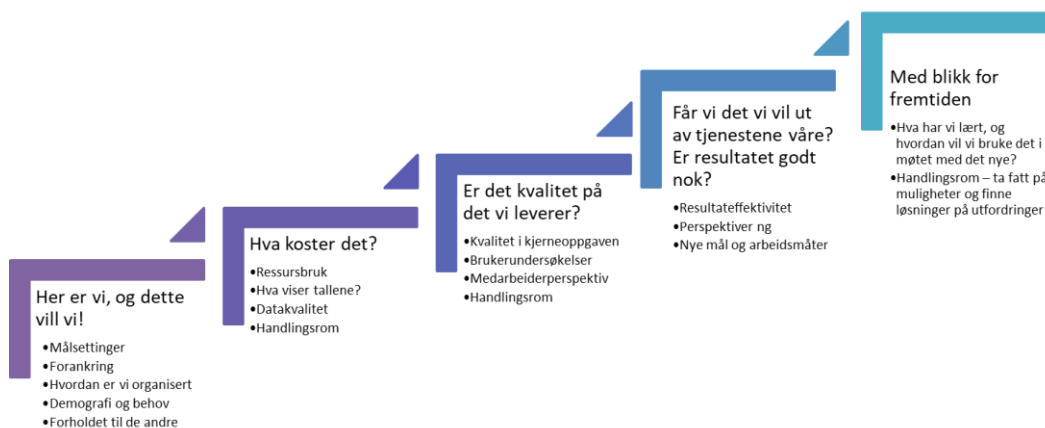 Her er vi, og dette
vill vi!
•Målsettinger
•Forankring
•Hvordan er vi organisert
•Demografi og behov
•Forholdet til de andre
Hva koster det?
•Ressursbruk
•Hva viser tallene?
•Datakvalitet
•Handlingsrom
Er det kvalitet på
det vi leverer?
•Kvalitet i kjerneoppgaven
•Brukerundersøkelser
•Medarbeiderperspektiv
•Handlingsrom
Får vi det vi vil ut
av tjenestene våre?
Er resultatet godt
nok?
•Resultateffektivitet
•Perspektiver ng
•Nye mål og arbeidsmåter
Med blikk for
fremtiden
•Hva har vi lært, og
hvordan vil vi bruke det i
møtet med det nye?
•Handlingsrom – ta fatt på
muligheter og finne
løsninger på utfordringer